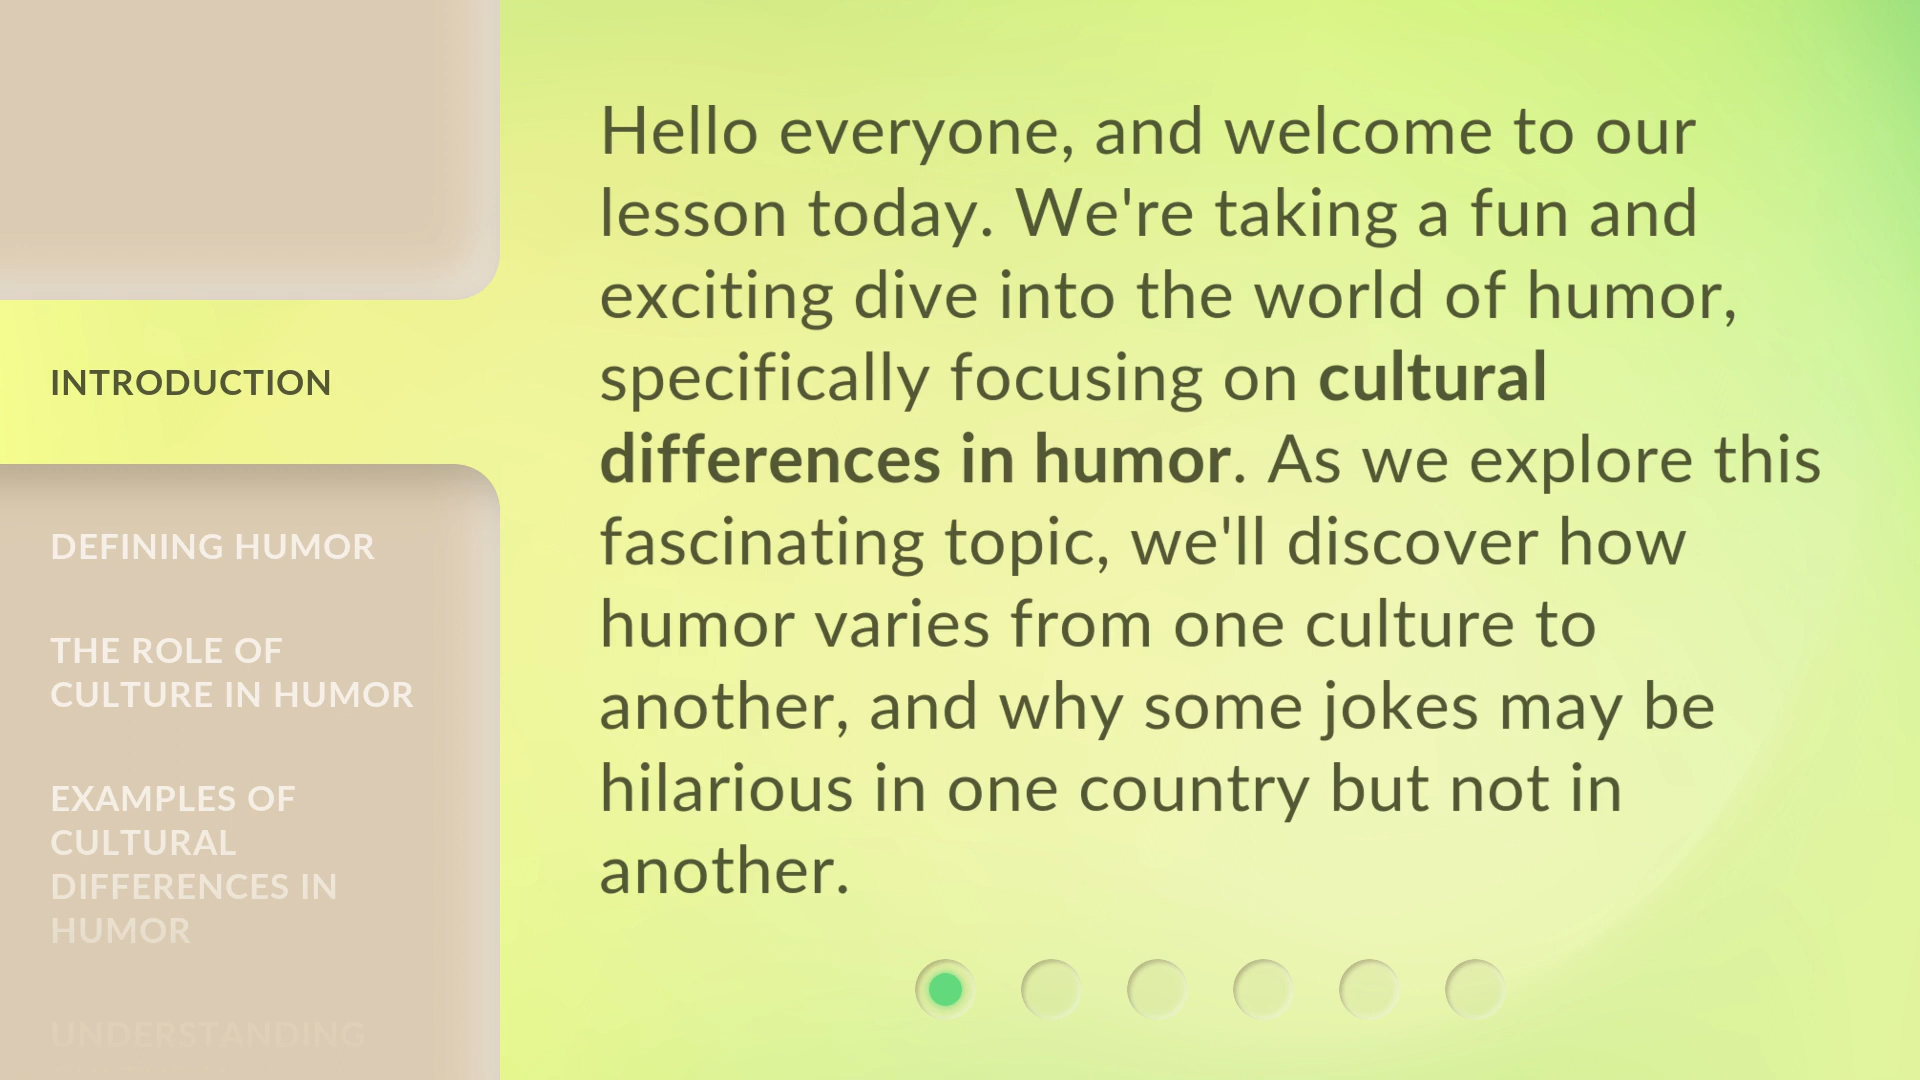 INTRODUCTION
DEFINING HUMOR
THE ROLE OF
CULTURE IN HUMOR
EXAMPLES OF
CULTURAL
DIFFERENCES IN
HUMOR
UNDERSTANDING
Hello everyone, and welcome to our
lesson today. We're taking a fun and
exciting dive into the world of humor,
specifically focusing on cultural
differences in humor. As we explore this
fascinating topic, we'll discover how
humor varies from one culture to
another, and why some jokes may be
hilarious in one country but not in
another.